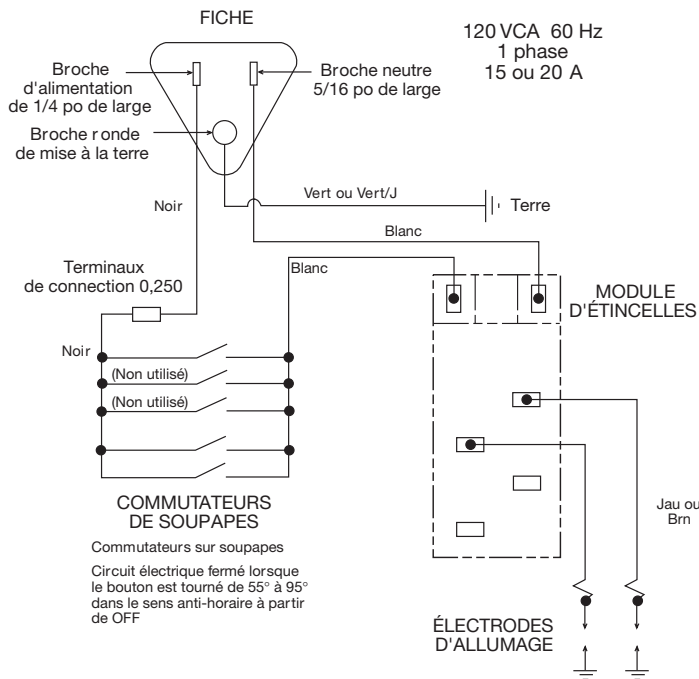 FICHE
120 VCA 60 Hz
1 phase
15 ou 20 A
Broche
d'alimentation
de 1/4 po de large
Broche neutre
5/16 po de large
Broche ronde
de mise à la terre
Noir
Vert ou Vert/J
Terre
Blanc
Terminaux
de connection 0,250
Blanc
MODULE
D'ÉTINCELLES
Noir
(Non utilisé)
(Non utilisé)
COMMUTATEURS
DE SOUPAPES
Commutateurs sur soupapes
Circuit électrique fermé lorsque
le bouton est tourné de 55° à 95°
dans le sens anti-horaire à partir
de OFF
Jau ou
Brn
ÉLECTRODES
D'ALLUMAGE